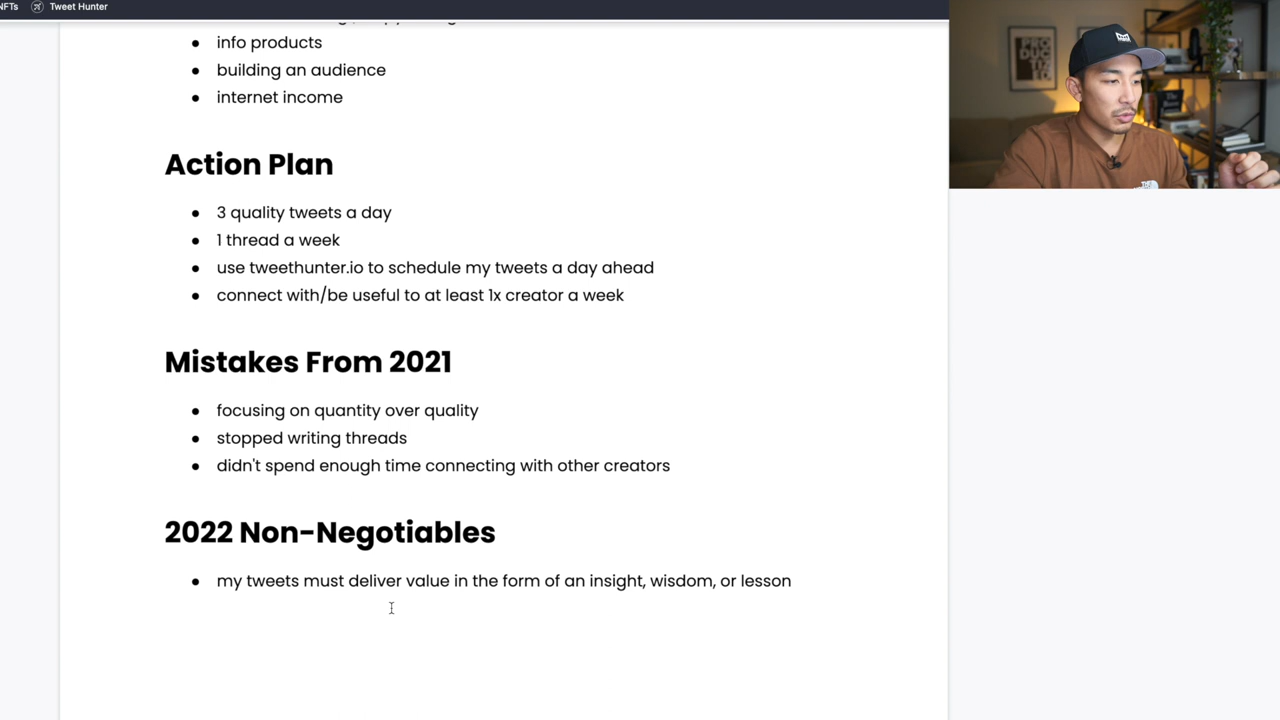 NFTs Tweet Hunter
info products
building an audience
internet income
Action Plan
3 quality tweets a day
1 thread a week
use tweethunter.io to schedule my tweets a day ahead
connect with/be useful to at least 1x creator a week
Mistakes From 2021
focusing on quantity over quality
stopped writing threads
didn't spend enough time connecting with other creators
2022 Non-Negotiables
my tweets must deliver value in the form of an insight, wisdom, or lesson